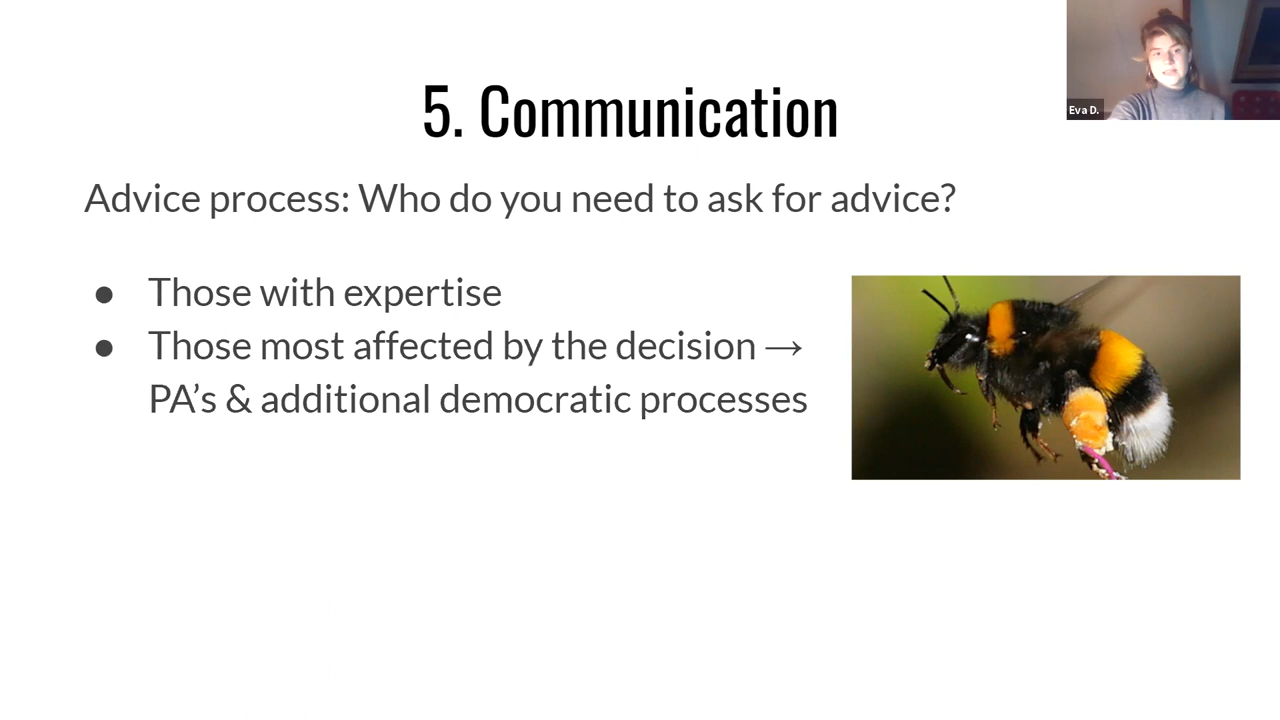 5. Communication
Eva D.
Advice process: Who do you need to ask for advice?
● Those with expertise
● Those most affected by the decision →
PA’s & additional democratic processes